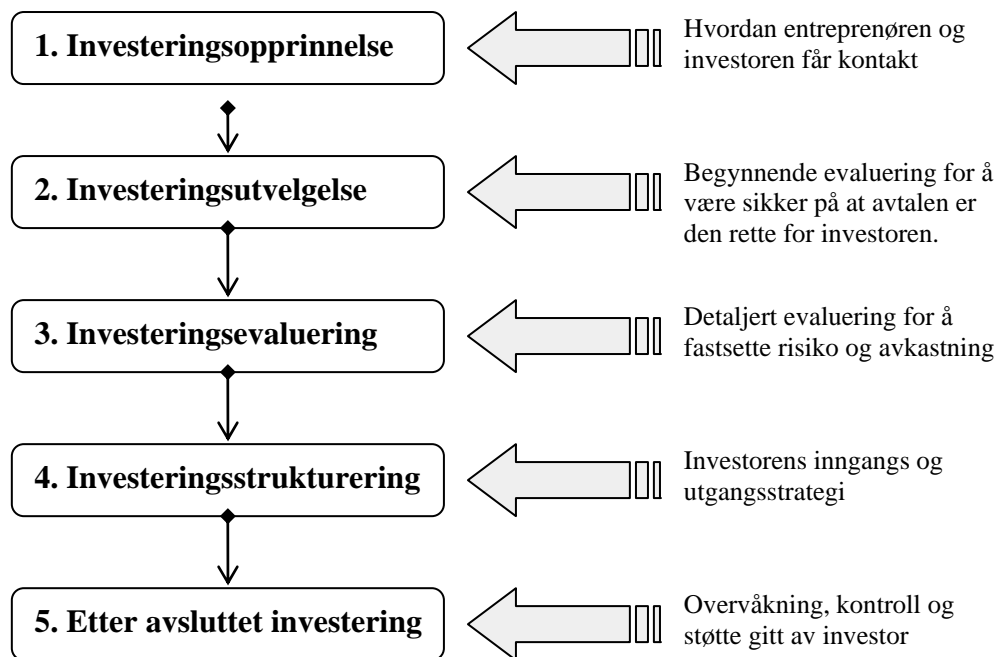 1. Investeringsopprinnelse
Hvordan entreprenøren og
investoren får kontakt
2. Investeringsutvelgelse
Begynnende evaluering for å
være sikker på at avtalen er
den rette for investoren.
3. Investeringsevaluering
Detaljert evaluering for å
fastsette risiko og avkastning
4. Investeringsstrukturering
Investorens inngangs og
utgangsstrategi
5. Etter avsluttet investering
Overvåkning, kontroll og
støtte gitt av investor